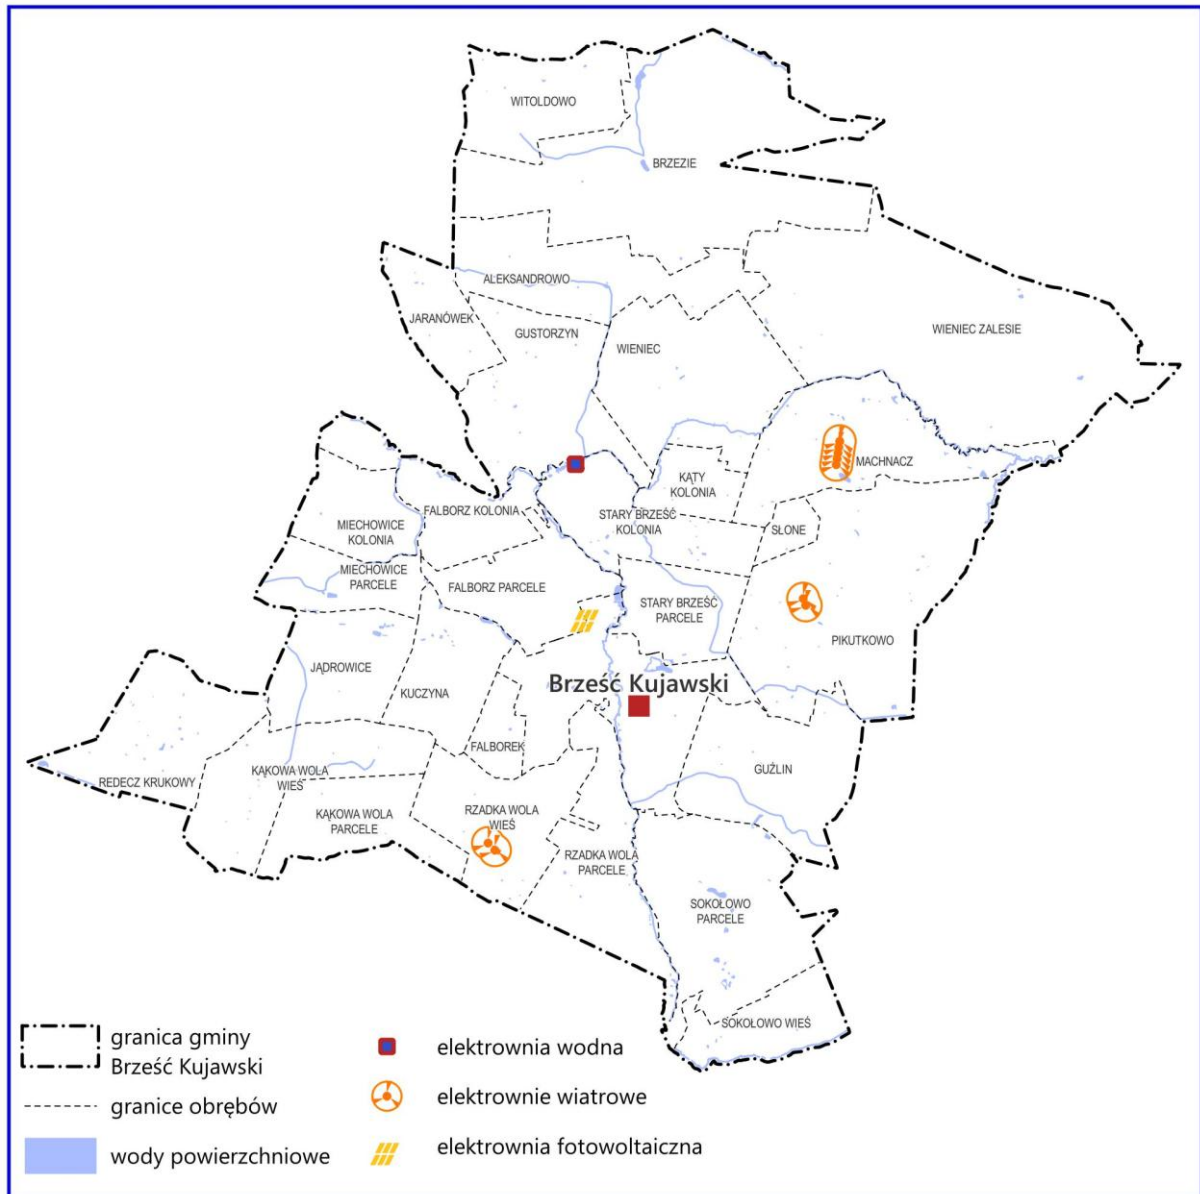 WITOLDOWO
BRZEZIE
ALEKSANDROWO
JARANÓWEK
GUSTORZYN
WIENIEC
WIENIEC ZALESIE
MACHNACZ
KĄTY
KOLONIA
FALBORZ KOLONIA
STARY BRZEŚĆ
KOLONIA
SŁONE
MIECHOWICE
KOLONIA
MIECHOWICE
PARCELE
FALBORZ PARCELE
STARY BRZEŚĆ
PARCELE
PIKUTKOWO
JĄDROWICE
KUCZYNA
Brześć Kujawski
FALBOREK
GUŹLIN
REDECZ KRUKOWY
KĄKOWA WOLA
WIEŚ
KĄKOWA WOLA
PARCELE
RZADKA WOLA
WIEŚ
RZADKA WOLA
PARCELE
SOKOŁOWO
PARCELE
SOKOŁOWO WIEŚ
granica gminy
Brześć Kujawski
granice obrębów
wody powierzchniowe
elektrownia wodna
elektrownie wiatrowe
elektrownia fotowoltaiczna